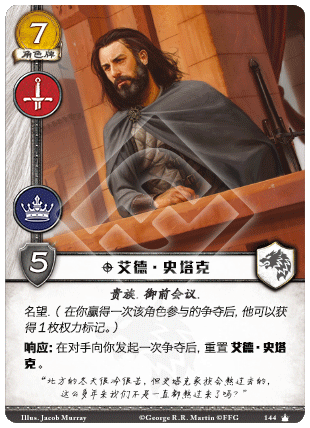 7
角色牌
5
艾德·史塔克
贵族. 御前会议.
名望.（在你赢得一次该角色参与的争夺后, 他可以获
得1枚权力标记。）
响应: 在对手向你发起一次争夺后, 重置 艾德·史塔
克。
“北方的冬天很冷很苦, 但史塔克家族会熬过去的,
这么多年来我们不是一直都熬过来了吗？”
Illus. Jacob Murray ©George R.R. Martin ©FFG 144